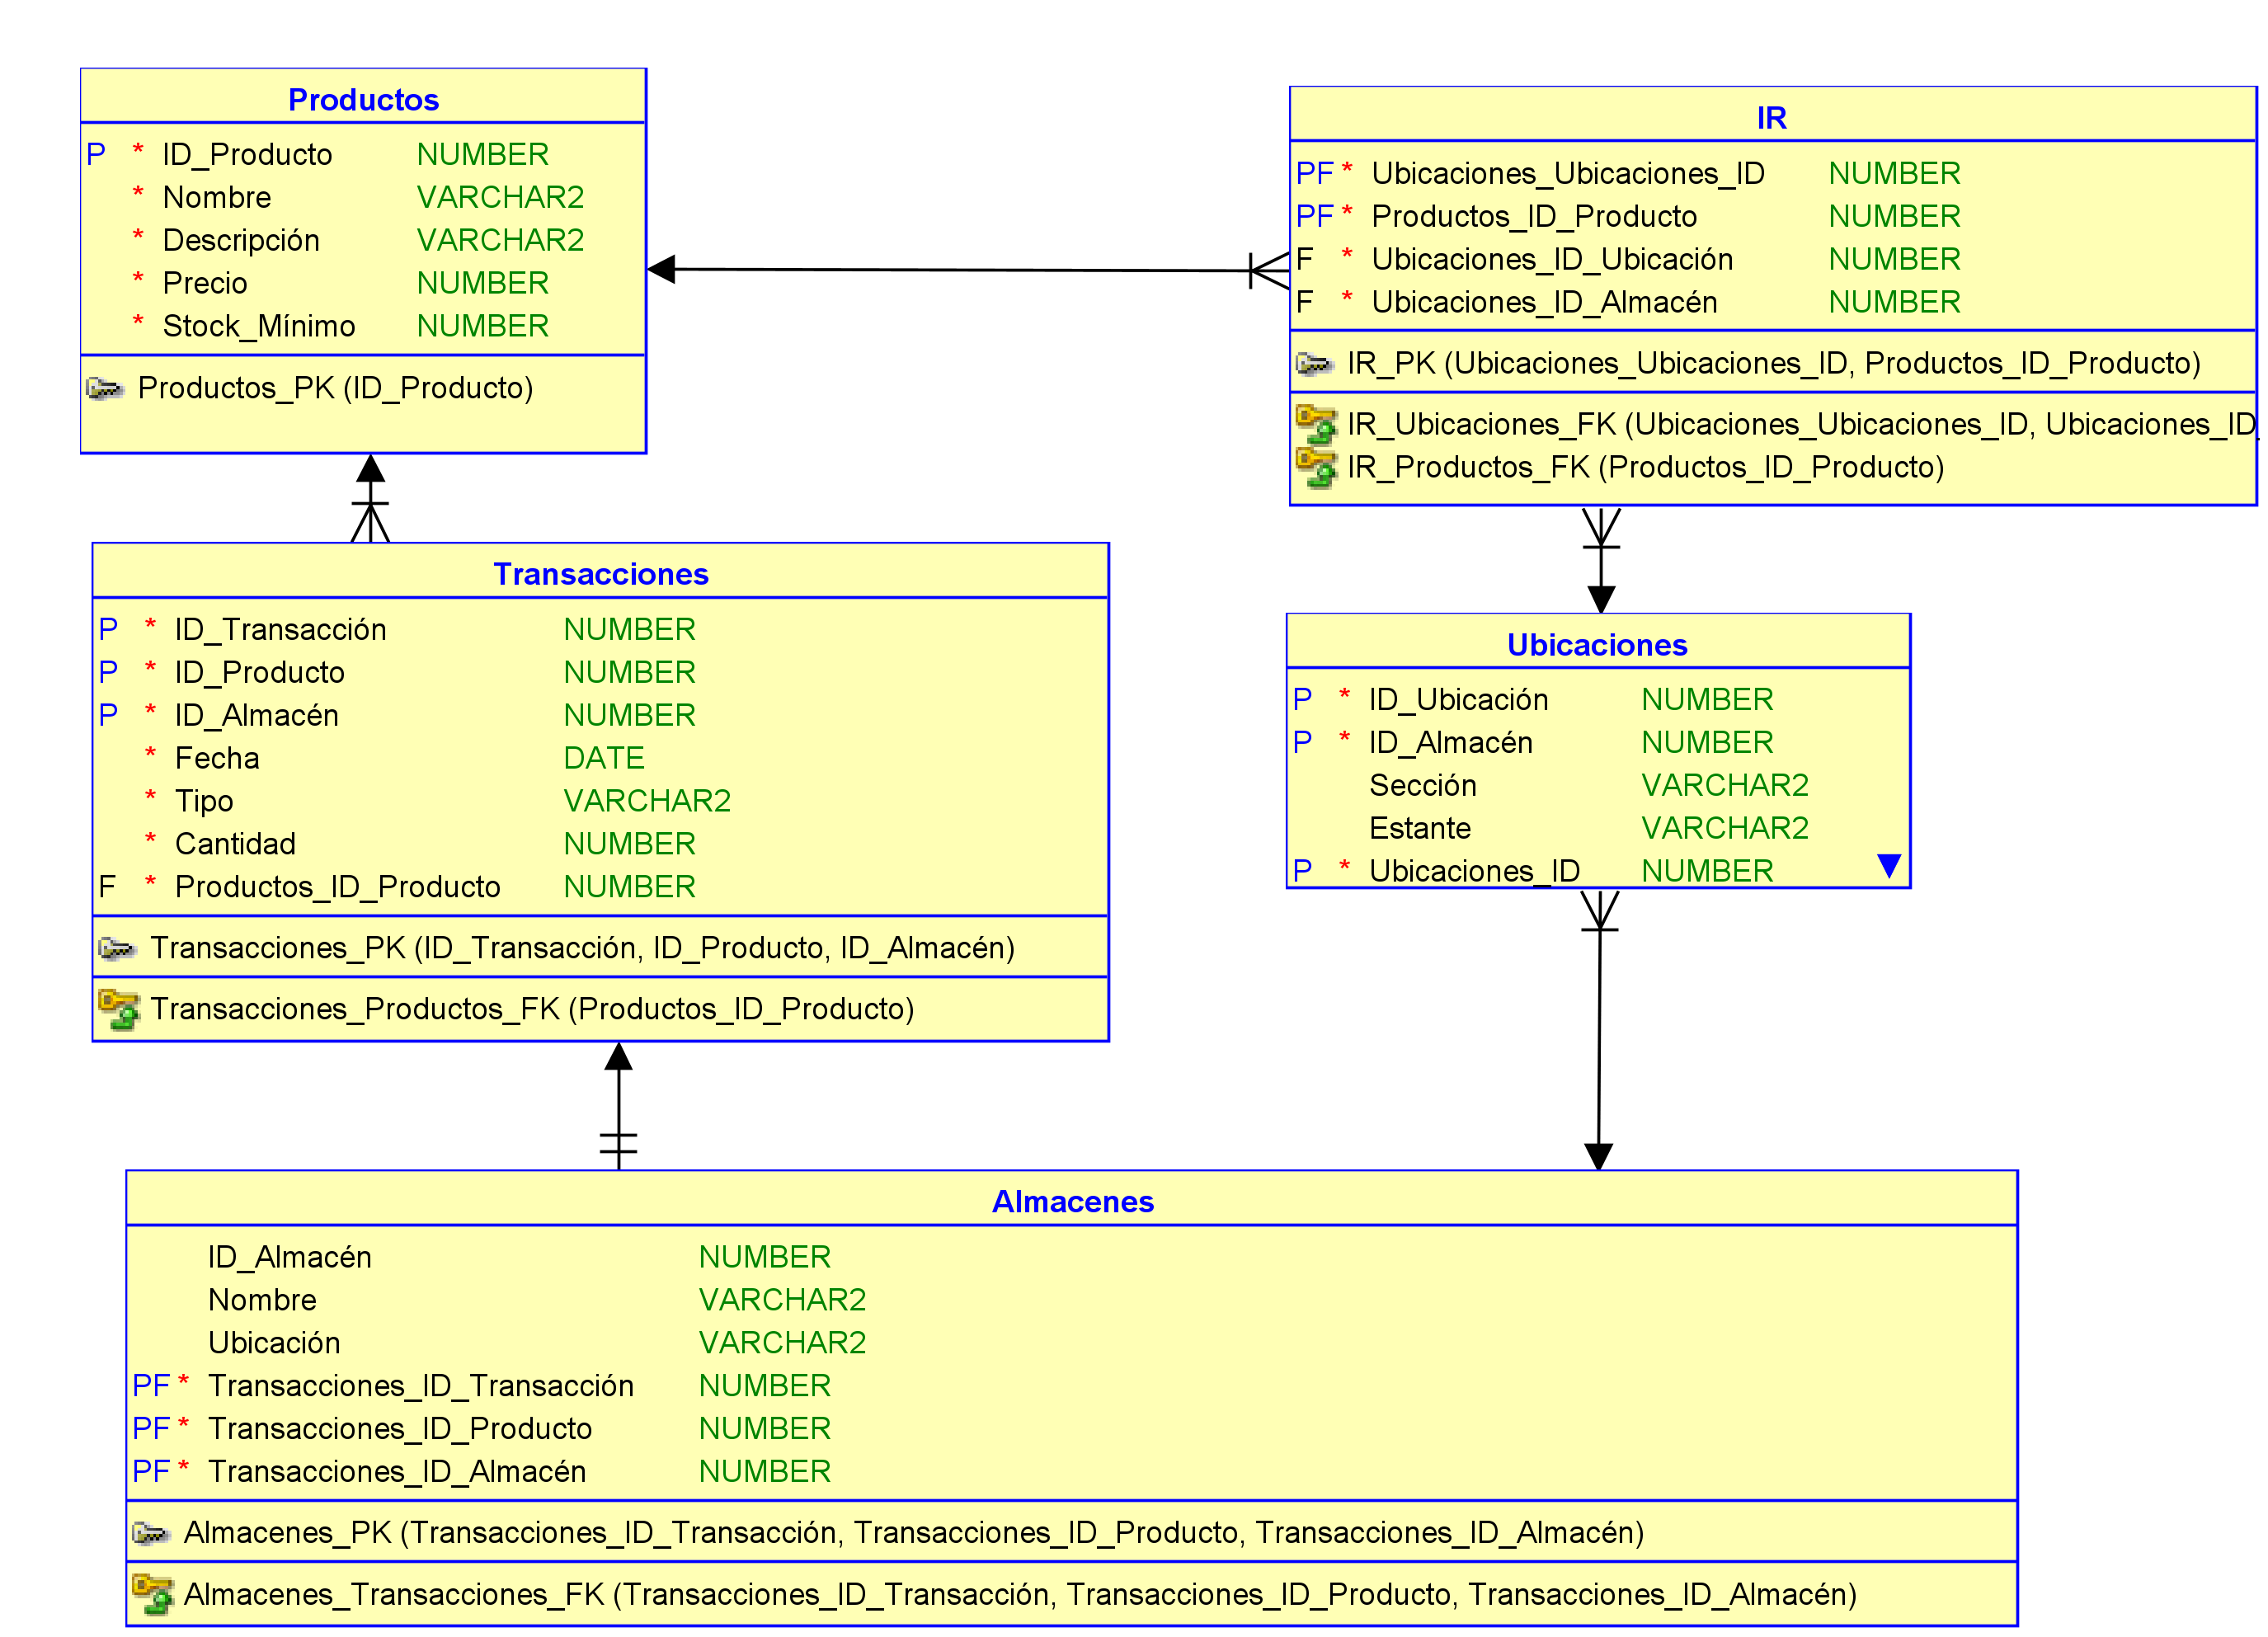 Productos
P * ID_Producto NUMBER
* Nombre VARCHAR2
* Descripción VARCHAR2
* Precio NUMBER
* Stock_Mínimo NUMBER
Productos_PK (ID_Producto)
IR
PF * Ubicaciones_Ubicaciones_ID NUMBER
PF * Productos_ID_Producto NUMBER
F * Ubicaciones_ID_Ubicación NUMBER
F * Ubicaciones_ID_Almacén NUMBER
IR_PK (Ubicaciones_Ubicaciones_ID, Productos_ID_Producto)
IR_Ubicaciones_FK (Ubicaciones_Ubicaciones_ID, Ubicaciones_ID_
IR_Productos_FK (Productos_ID_Producto)
Transacciones
P * ID_Transacción NUMBER
P * ID_Producto NUMBER
P * ID_Almacén NUMBER
* Fecha DATE
* Tipo VARCHAR2
* Cantidad NUMBER
F * Productos_ID_Producto NUMBER
Transacciones_PK (ID_Transacción, ID_Producto, ID_Almacén)
Transacciones_Productos_FK (Productos_ID_Producto)
Ubicaciones
P * ID_Ubicación NUMBER
P * ID_Almacén NUMBER
Sección VARCHAR2
Estante VARCHAR2
P * Ubicaciones_ID NUMBER
Almacenes
ID_Almacén NUMBER
Nombre VARCHAR2
Ubicación VARCHAR2
PF * Transacciones_ID_Transacción NUMBER
PF * Transacciones_ID_Producto NUMBER
PF * Transacciones_ID_Almacén NUMBER
Almacenes_PK (Transacciones_ID_Transacción, Transacciones_ID_Producto, Transacciones_ID_Almacén)
Almacenes_Transacciones_FK (Transacciones_ID_Transacción, Transacciones_ID_Producto, Transacciones_ID_Almacén)